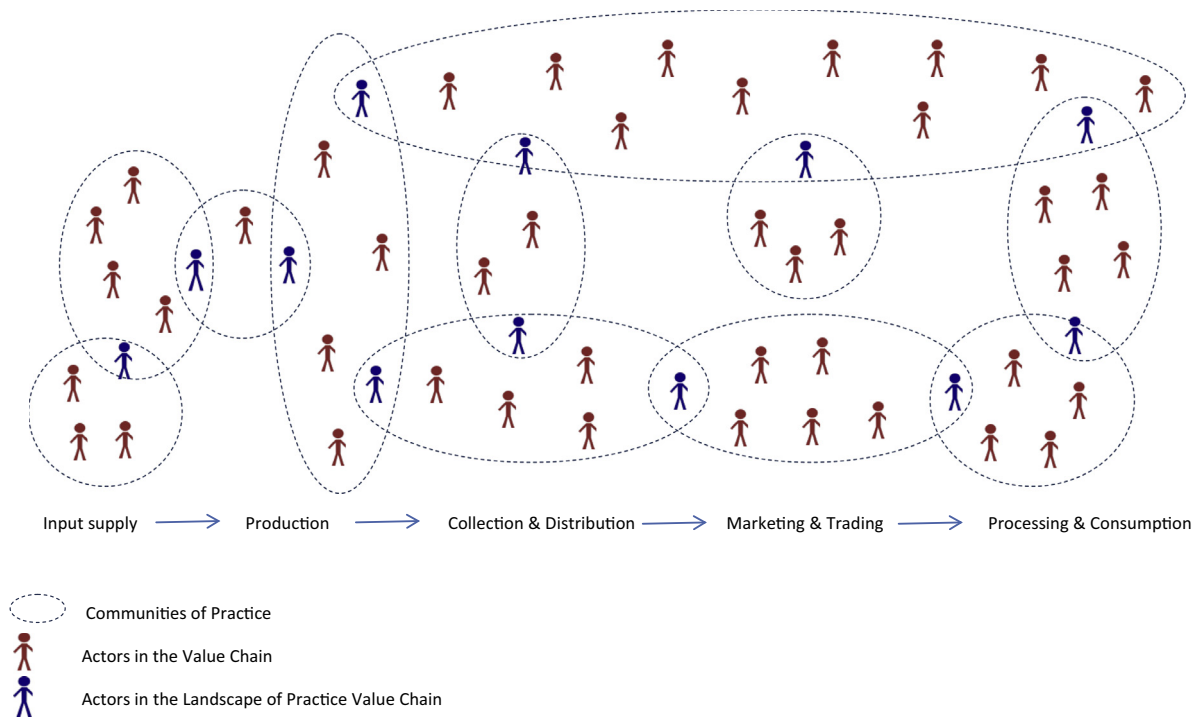 Input supply
Production
Collection & Distribution
Marketing & Trading
Processing & Consumption
Communities of Practice
Actors in the Value Chain
Actors in the Landscape of Practice Value Chain